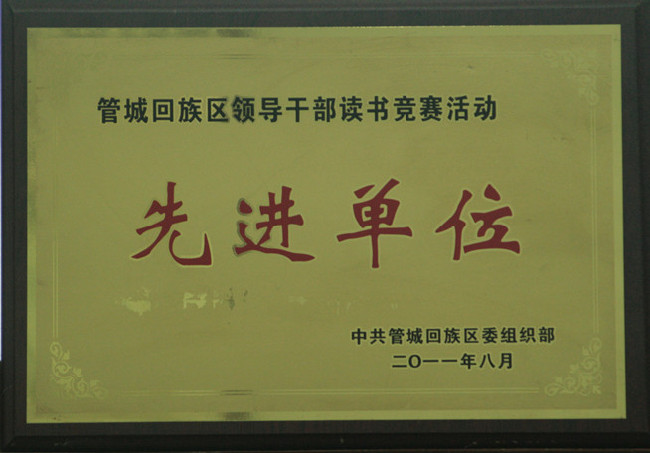 管城回族区领导干部读书竞赛活动
先进单位
中共管城回族区委组织部
二〇一一年八月